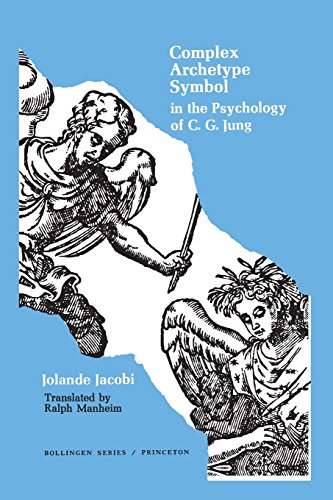 Complex
Archetype
Symbol
in the Psychology
of C. G. Jung
Jolande Jacobi
Translated by
Ralph Manheim
BOLLINGEN SERIES / PRINCETON